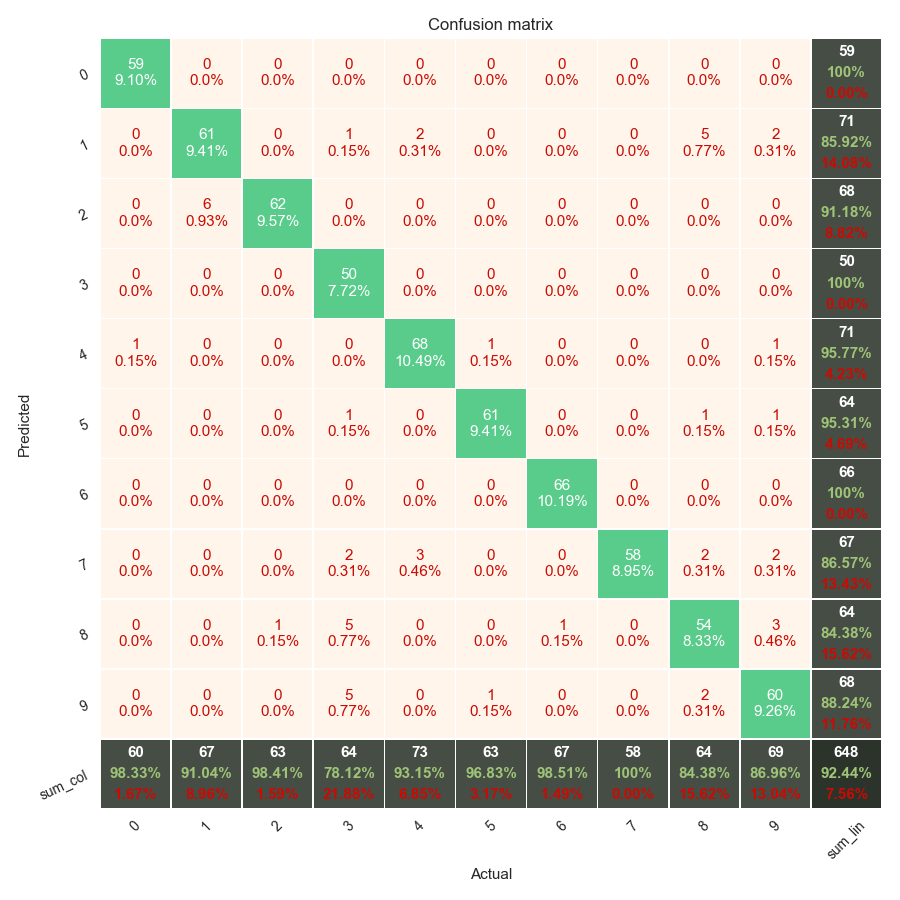 Confusion matrix
0 59 0 0 0 0 0 0 0 0 0 59
9.10% 0.0% 0.0% 0.0% 0.0% 0.0% 0.0% 0.0% 0.0% 0.0% 100%
0.00%
1 0 61 0 1 2 0 0 0 5 2 71
0.0% 9.41% 0.0% 0.15% 0.31% 0.0% 0.0% 0.0% 0.77% 0.31% 85.92%
14.08%
2 0 6 62 0 0 0 0 0 0 0 68
0.0% 0.93% 9.57% 0.0% 0.0% 0.0% 0.0% 0.0% 0.0% 0.0% 91.18%
8.82%
3 0 0 0 50 0 0 0 0 0 0 50
0.0% 0.0% 0.0% 7.72% 0.0% 0.0% 0.0% 0.0% 0.0% 0.0% 100%
0.00%
4 1 0 0 0 68 1 0 0 0 1 71
0.15% 0.0% 0.0% 0.0% 10.49% 0.15% 0.0% 0.0% 0.0% 0.15% 95.77%
4.23%
5 0 0 0 1 0 61 0 0 1 1 64
0.0% 0.0% 0.0% 0.15% 0.0% 9.41% 0.0% 0.0% 0.15% 0.15% 95.31%
4.69%
6 0 0 0 0 0 0 66 0 0 0 66
0.0% 0.0% 0.0% 0.0% 0.0% 0.0% 10.19% 0.0% 0.0% 0.0% 100%
0.00%
7 0 0 0 2 3 0 0 58 2 2 67
0.0% 0.0% 0.0% 0.31% 0.46% 0.0% 0.0% 8.95% 0.31% 0.31% 86.57%
13.43%
8 0 0 1 5 0 0 1 0 54 3 64
0.0% 0.0% 0.15% 0.77% 0.0% 0.0% 0.15% 0.0% 8.33% 0.46% 84.38%
15.62%
9 0 0 0 5 0 1 0 0 2 60 68
0.0% 0.0% 0.0% 0.77% 0.0% 0.15% 0.0% 0.0% 0.31% 9.26% 88.24%
11.76%
sum_col 60 67 63 64 73 63 67 58 64 69 648
98.33% 91.04% 98.41% 78.12% 93.15% 96.83% 98.51% 100% 84.38% 86.96% 92.44%
1.67% 8.96% 1.59% 21.88% 6.85% 3.17% 1.49% 0.00% 15.62% 13.04% 7.56%
0 1 2 3 4 5 6 7 8 9 sum_lin
Actual
Predicted